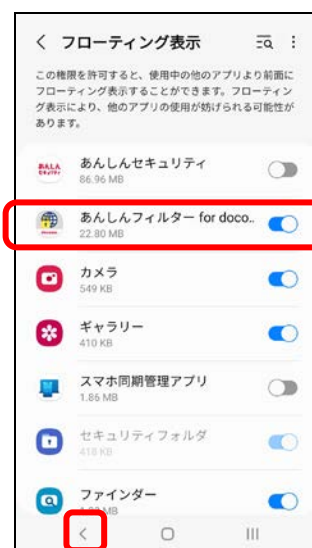 フローティング表示
この権限を許可すると、使用中の他のアプリより前面に
フローティング表示することができます。フローティン
グ表示により、他のアプリの使用が妨げられる可能性が
あります。
あんしんセキュリティ
86.96 MB
あんしんフィルター for doco..
22.80 MB
カメラ
549 KB
ギャラリー
410 KB
スマホ同期管理アプリ
1.86 MB
セキュリティフォルダ
418 KB
ファインダー
MB